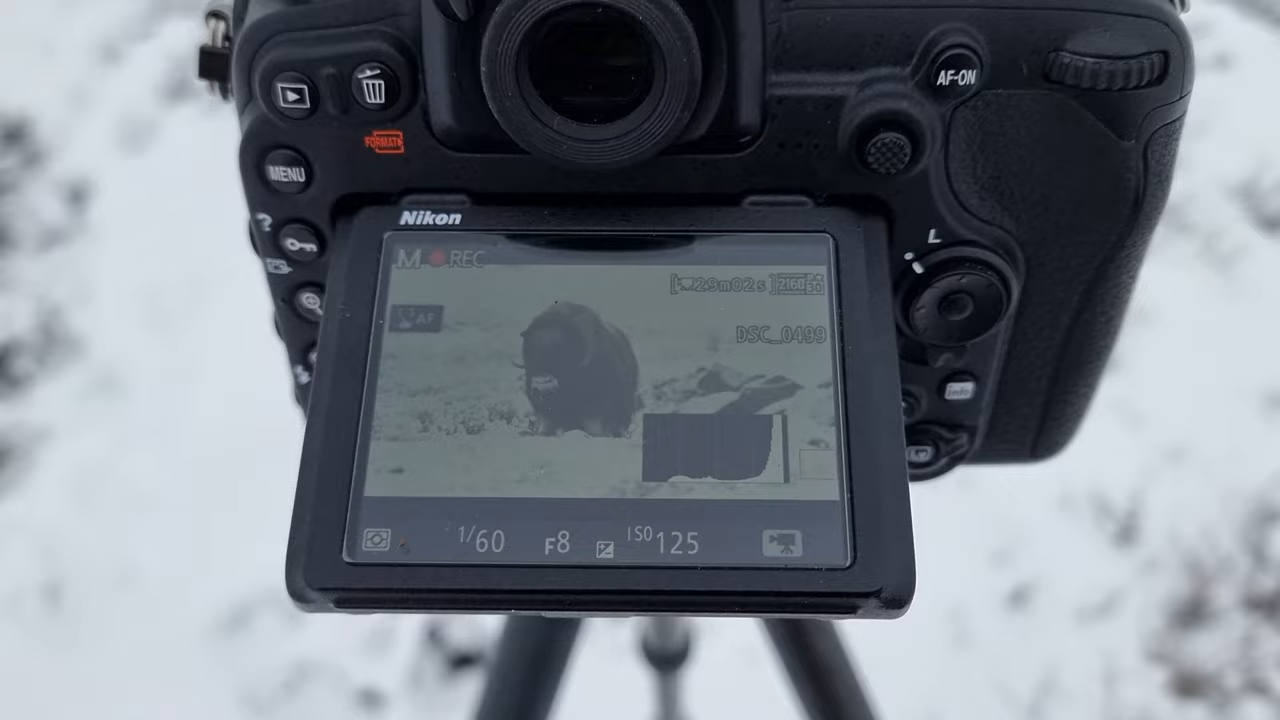 AF-ON
FORMAT
MENU
Nikon
L
M REC
[29m02s] 2160 30
AF
DSC_0499
info
1/60 F8 ISO 125